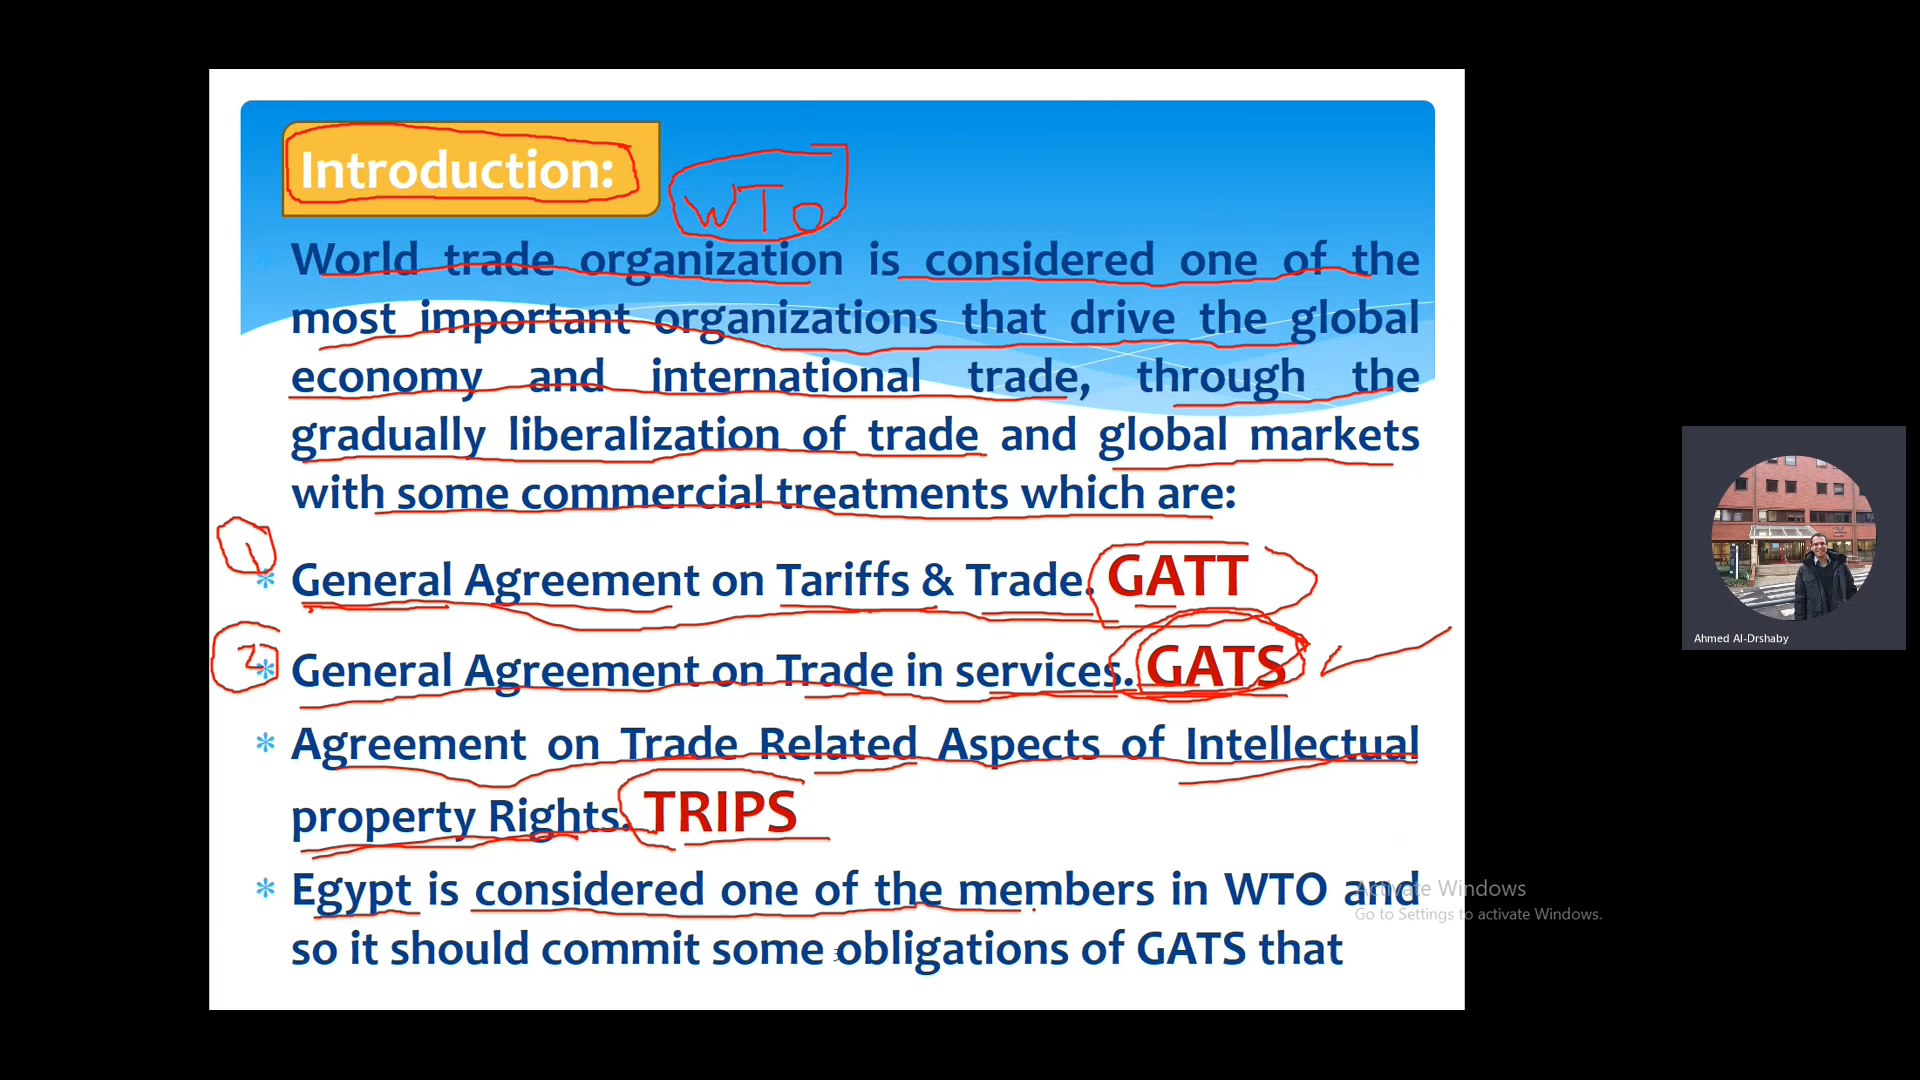 Introduction:
WTO
World trade organization is considered one of the
most important organizations that drive the global
economy and international trade, through the
gradually liberalization of trade and global markets
with some commercial treatments which are:
1
* General Agreement on Tariffs & Trade. GATT
2
* General Agreement on Trade in services. GATS
* Agreement on Trade Related Aspects of Intellectual
property Rights. TRIPS
* Egypt is considered one of the members in WTO and
so it should commit some obligations of GATS that
Activate Windows
Go to Settings to activate Windows.
Ahmed Al-Drshaby